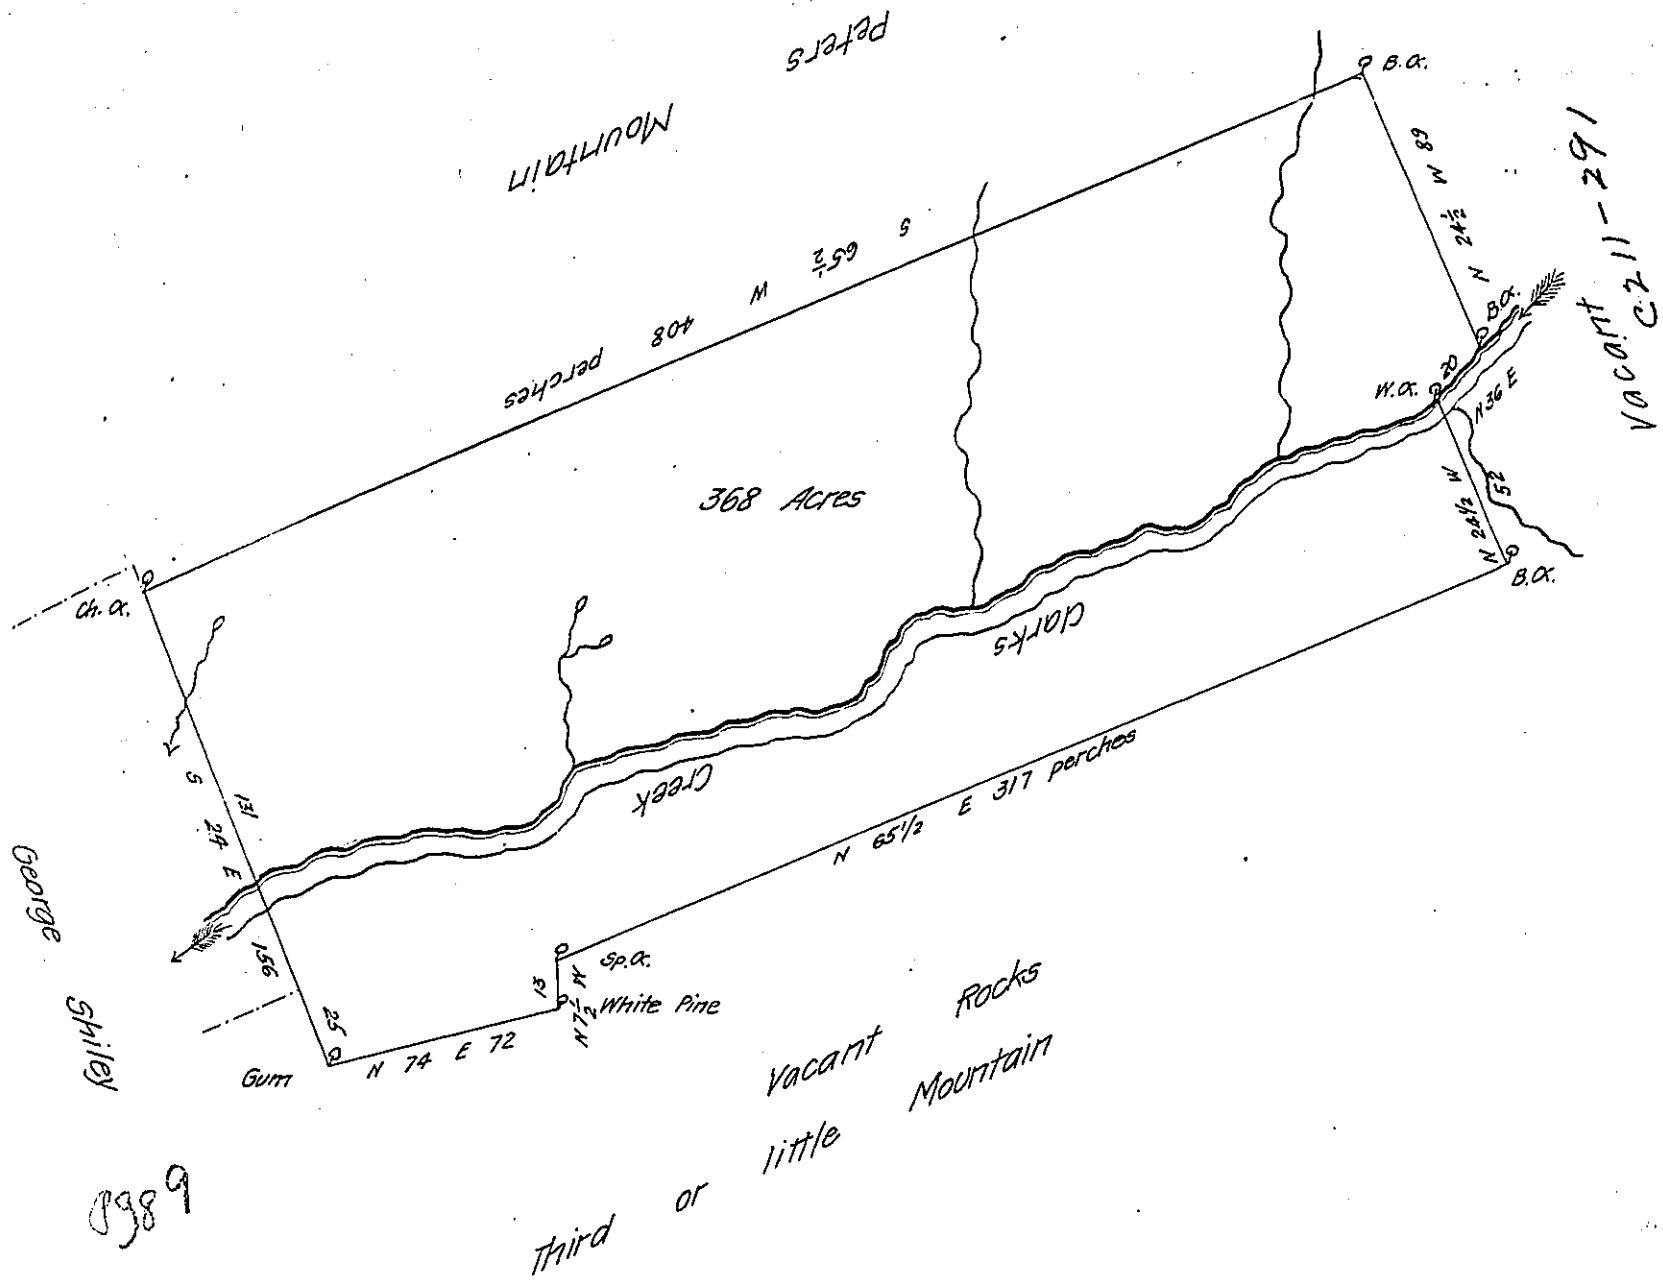 Peters
Mountain
B.O.
N 24½ W 89
Vacant
C211-291
S 65½ W 408 perches
B.O.
20
W.O.
N 36 E
52
N 24½ W
B.O.
368 Acres
Ch. O.
S 24 E
131
156
25
Clarks
Creek
N 65½ E 317 perches
Sp.O.
13
N 7½ W
White Pine
N 74 E 72
Gum
George Shiley
Vacant Rocks
Third or little Mountain